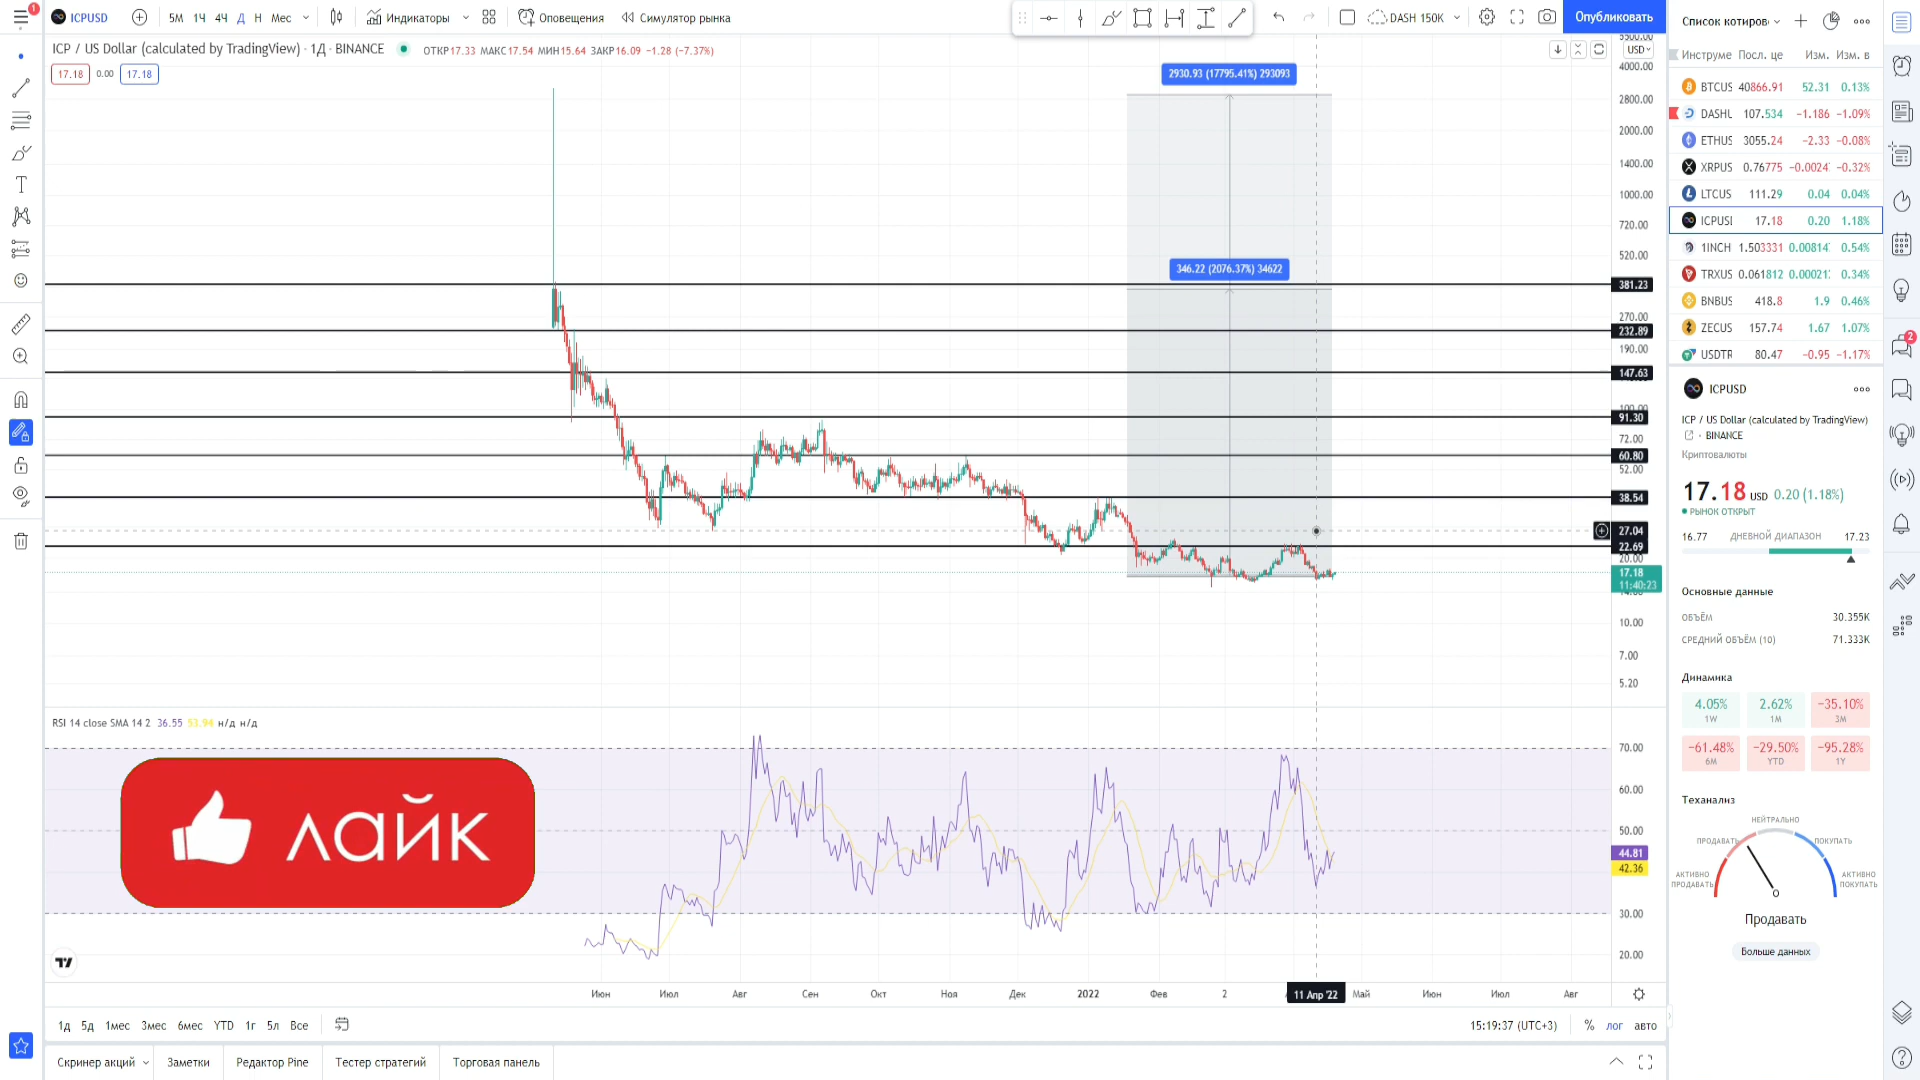 1
ICPUSD
5М 1Ч 4Ч Д Н Мес
Индикаторы
Оповещения
Симулятор рынка
DASH 150K
Опубликовать
ICP / US Dollar (calculated by TradingView) · 1Д · BINANCE
ОТКР17.33 МАКС17.54 МИН15.64 ЗАКР16.09 −1.28 (−7.37%)
17.18 0.00 17.18
2930.93 (17795.41%) 293093
346.22 (2076.37%) 34622
USD
4000.00
2800.00
2000.00
1400.00
1000.00
720.00
520.00
381.23
270.00
232.89
190.00
147.63
91.30
72.00
60.80
52.00
38.54
27.04
22.69
20.00
17.18
11:40:23
10.00
7.00
5.20
RSI 14 close SMA 14 2 36.55 53.94 н/д н/д
70.00
60.00
50.00
44.81
42.36
30.00
20.00
лайк
Июн Июл Авг Сен Окт Ноя Дек 2022 Фев 2 11 Апр '22 Май Июн Июл Авг
1д 5д 1мес 3мес 6мес YTD 1г 5л Все
15:19:37 (UTC+3) % лог авто
Скринер акций Заметки Редактор Pine Тестер стратегий Торговая панель
Список котиров
Инструме Посл. це Изм. Изм. в
BTCUS 40866.91 52.31 0.13%
DASHU 107.534 −1.186 −1.09%
ETHUS 3055.24 −2.33 −0.08%
XRPUS 0.76775 −0.0024 −0.32%
LTCUS 111.29 0.04 0.04%
ICPUSI 17.18 0.20 1.18%
1INCH 1.503331 0.00814 0.54%
TRXUS 0.061812 0.00021 0.34%
BNBUS 418.8 1.9 0.46%
ZECUS 157.74 1.67 1.07%
USDTR 80.47 −0.95 −1.17%
2
ICPUSD
ICP / US Dollar (calculated by TradingView)
BINANCE
Криптовалюты
17.18 USD 0.20 (1.18%)
РЫНОК ОТКРЫТ
16.77 ДНЕВНОЙ ДИАПАЗОН 17.23
Основные данные
ОБЪЁМ 30.355K
СРЕДНИЙ ОБЪЁМ (10) 71.333K
Динамика
4.05% 2.62% −35.10%
1W 1M 3M
−61.48% −29.50% −95.28%
6M YTD 1Y
Теханализ
НЕЙТРАЛЬНО
ПРОДАВАТЬ ПОКУПАТЬ
АКТИВНО ПРОДАВАТЬ
АКТИВНО ПОКУПАТЬ
Продавать
Больше данных